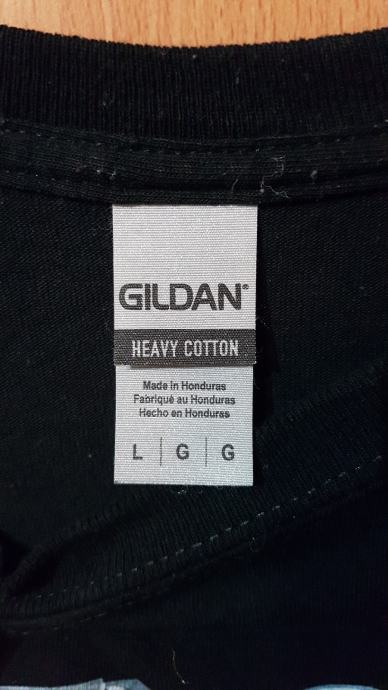 GILDAN®
HEAVY COTTON
Made in Honduras
Fabriqué au Honduras
Hecho en Honduras
L | G | G